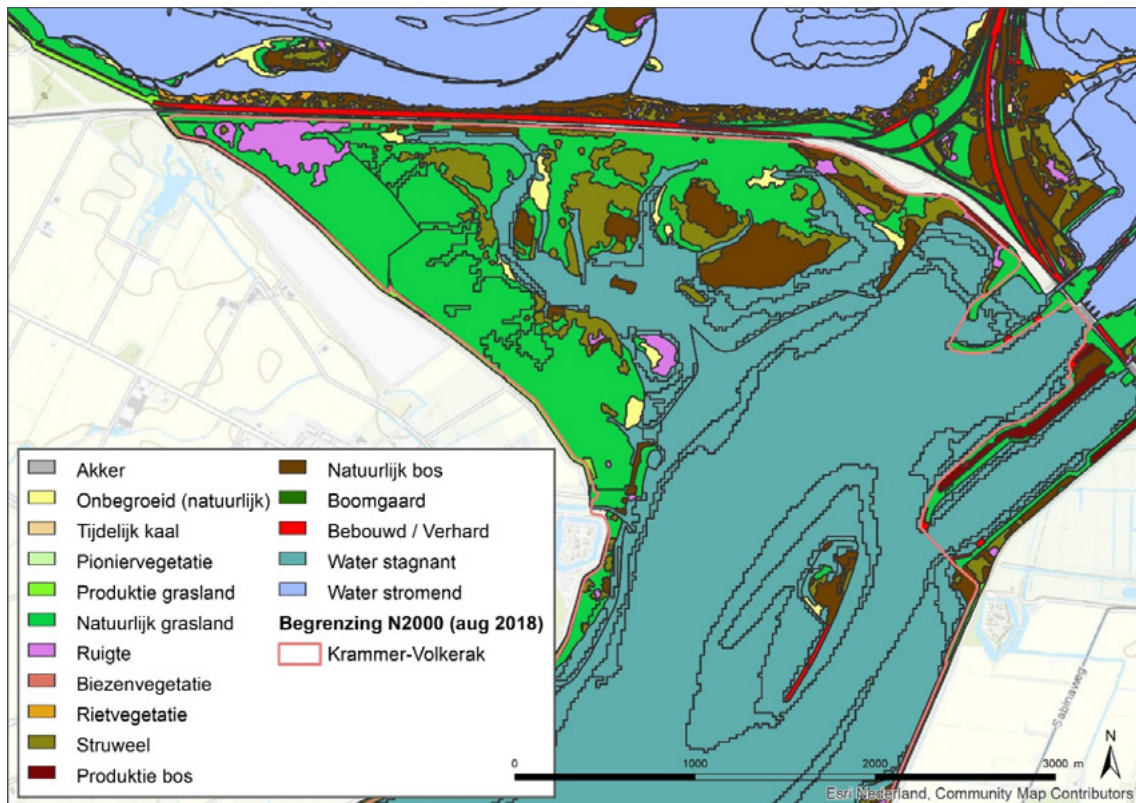 Akker
Onbegroeid (natuurlijk)
Tijdelijk kaal
Pioniervegetatie
Produktie grasland
Natuurlijk grasland
Ruigte
Biezenvegetatie
Rietvegetatie
Struweel
Produktie bos
Natuurlijk bos
Boomgaard
Bebouwd / Verhard
Water stagnant
Water stromend
Begrenzing N2000 (aug 2018)
Krammer-Volkerak
Sabinaweg
N
0 1000 2000 3000 m
Esri Nederland, Community Map Contributors